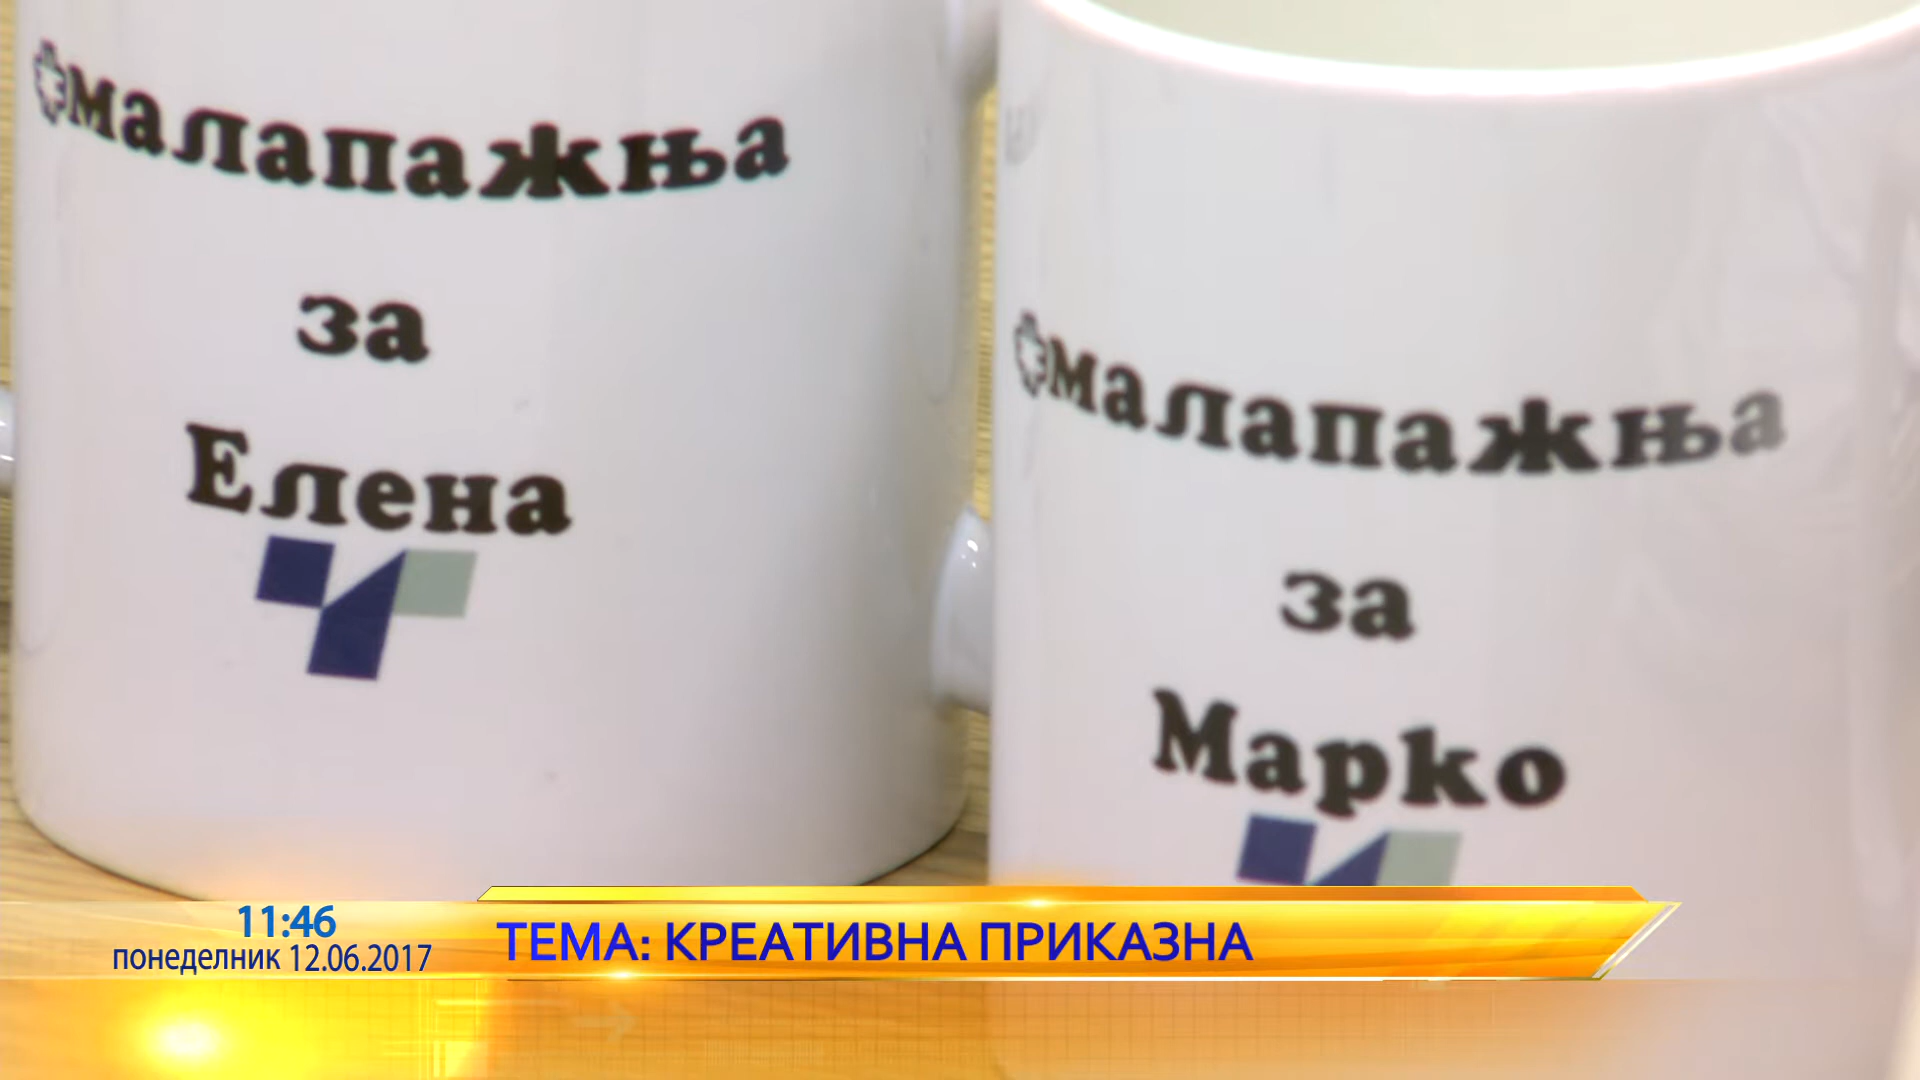 малапажња
за
Елена
малапажња
за
Марко
11:46
понеделник 12.06.2017
ТЕМА: КРЕАТИВНА ПРИКАЗНА